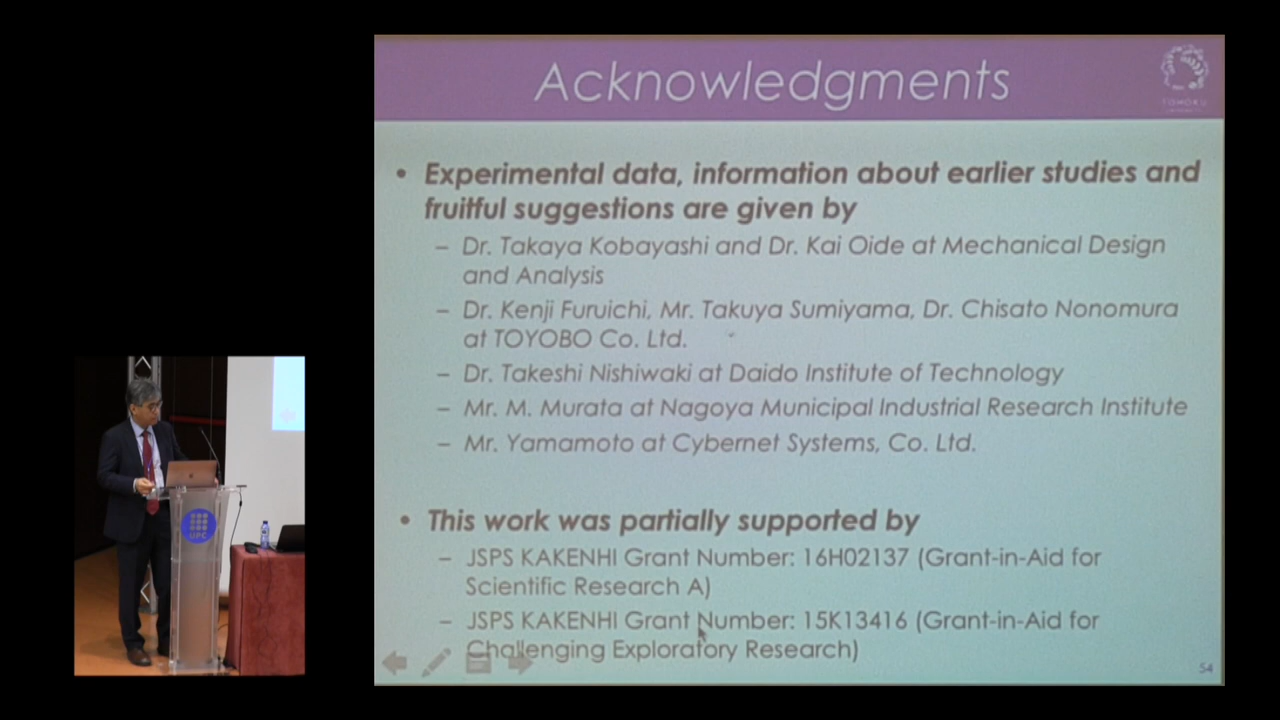 Acknowledgments
TOHOKU
• Experimental data, information about earlier studies and
fruitful suggestions are given by
– Dr. Takaya Kobayashi and Dr. Kai Oide at Mechanical Design
and Analysis
– Dr. Kenji Furuichi, Mr. Takuya Sumiyama, Dr. Chisato Nonomura
at TOYOBO Co. Ltd.
– Dr. Takeshi Nishiwaki at Daido Institute of Technology
– Mr. M. Murata at Nagoya Municipal Industrial Research Institute
– Mr. Yamamoto at Cybernet Systems, Co. Ltd.
• This work was partially supported by
– JSPS KAKENHI Grant Number: 16H02137 (Grant-in-Aid for
Scientific Research A)
– JSPS KAKENHI Grant Number: 15K13416 (Grant-in-Aid for
Challenging Exploratory Research)
54
UPC